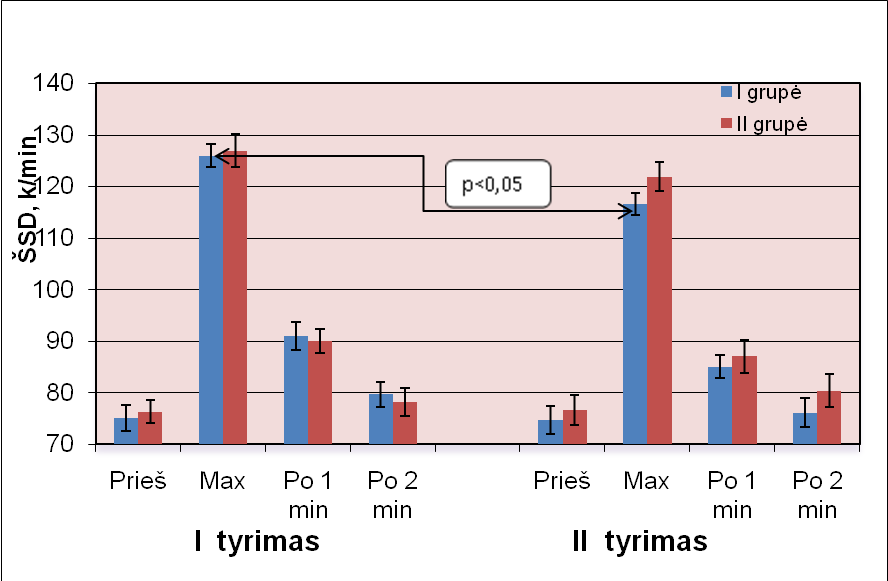 ŠSD, k/min
140
130
120
110
100
90
80
70
I grupė
II grupė
p<0,05
Prieš
Max
Po 1
min
Po 2
min
Prieš
Max
Po 1
min
Po 2
min
I tyrimas
II tyrimas